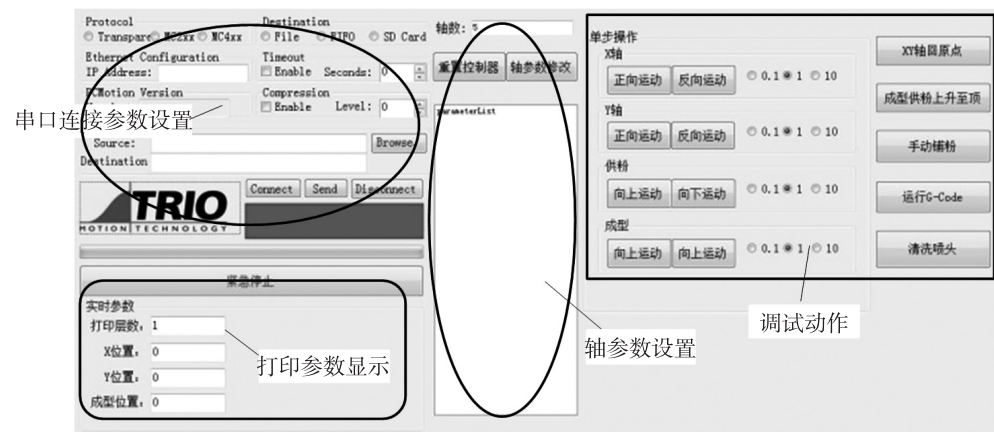 Protocol
Transpare MC2xx MC4xx
Destination
File FIFO SD Card
Ethernet Configuration
IP Address:
Timeout
Enable Seconds: 0
PCMotion Version
Compression
Enable Level: 0
串口连接参数设置
Source:
Browse
Destination
TRIO
MOTION TECHNOLOGY
Connect Send Disconnect
紧急停止
实时参数
打印层数: 1
X位置: 0
Y位置: 0
成型位置: 0
打印参数显示
轴数: 5
重置控制器 轴参数修改
parameterList
轴参数设置
单步操作
X轴
正向运动 反向运动 0.1 1 10
Y轴
正向运动 反向运动 0.1 1 10
供粉
向上运动 向下运动 0.1 1 10
成型
向上运动 向上运动 0.1 1 10
调试动作
XY轴回原点
成型供粉上升至顶
手动铺粉
运行G-Code
清洗喷头